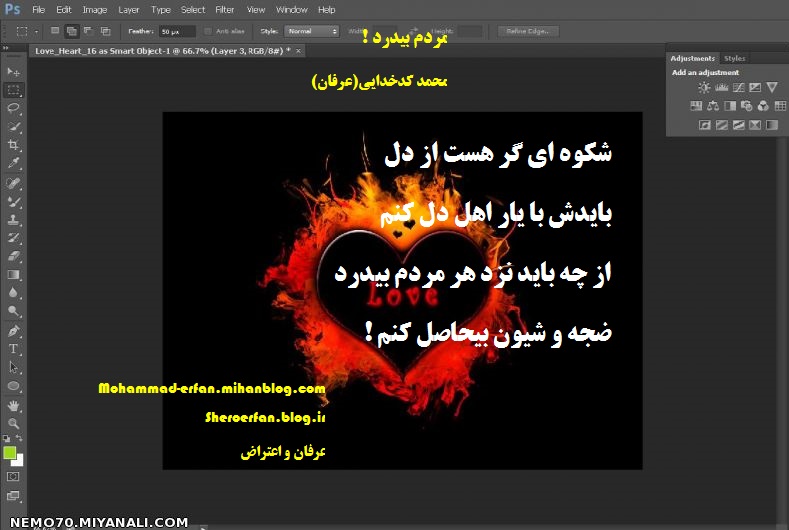 Ps File Edit Image Layer Type Select Filter View Window Help
Feather: 50 px Anti-alias Style: Normal Width: Height: Refine Edge...
مردم بیدرد !
Love_Heart_16 as Smart Object-1 @ 66.7% (Layer 3, RGB/8#) * ×
Adjustments Styles
Add an adjustment
محمد کدخدایی(عرفان)
شکوه ای گر هست از دل
بایدش با یار اهل دل کنم
از چه باید نزد هر مردم بیدرد
Love
ضجه و شیون بیحاصل کنم !
Mohammad-erfan.mihanblog.com
Sheroerfan.blog.ir
عرفان و اعتراض
NEMO70.MIYANALI.COM